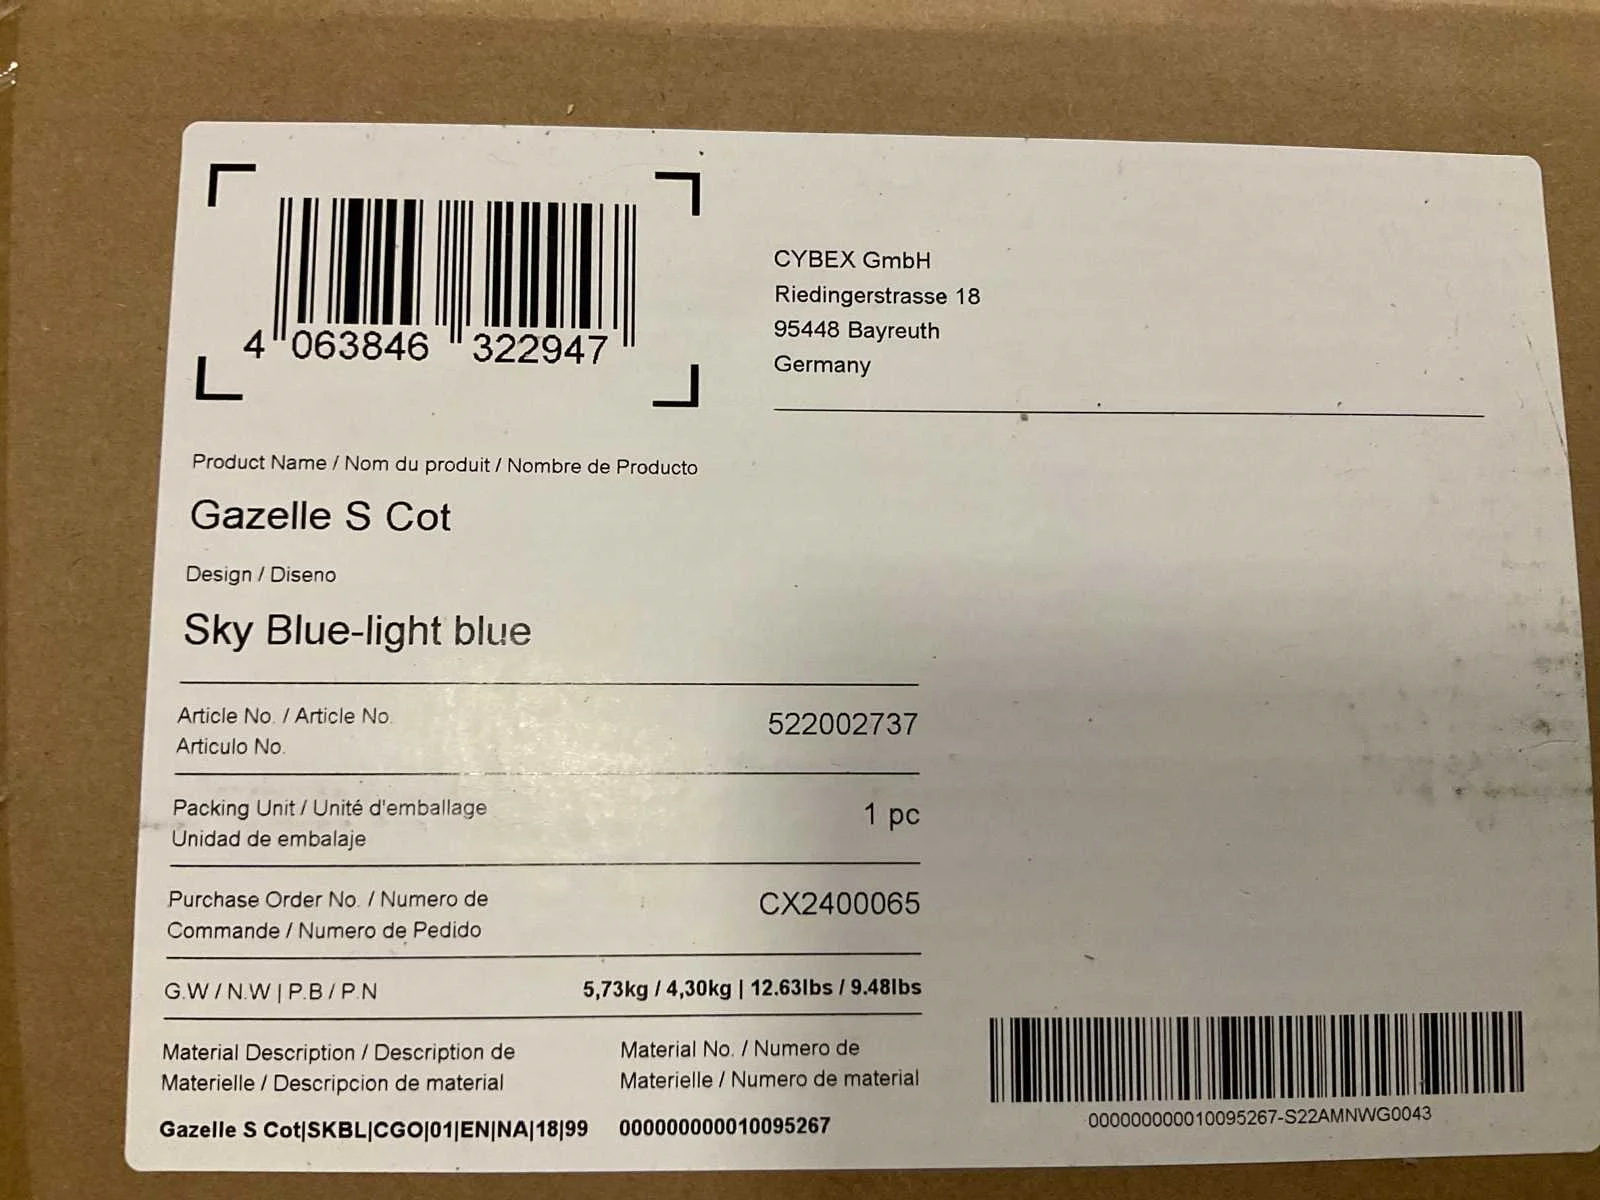 4 063846 322947
CYBEX GmbH
Riedingerstrasse 18
95448 Bayreuth
Germany
Product Name / Nom du produit / Nombre de Producto
Gazelle S Cot
Design / Diseno
Sky Blue-light blue
Article No. / Article No.
Articulo No.
522002737
Packing Unit / Unité d'emballage
Unidad de embalaje
1 pc
Purchase Order No. / Numero de
Commande / Numero de Pedido
CX2400065
G.W / N.W | P.B / P.N
5,73kg / 4,30kg | 12.63lbs / 9.48lbs
Material Description / Description de
Materielle / Descripcion de material
Gazelle S Cot|SKBL|CGO|01|EN|NA|18|99
Material No. / Numero de
Materielle / Numero de material
000000000010095267
000000000010095267-S22AMNWG0043